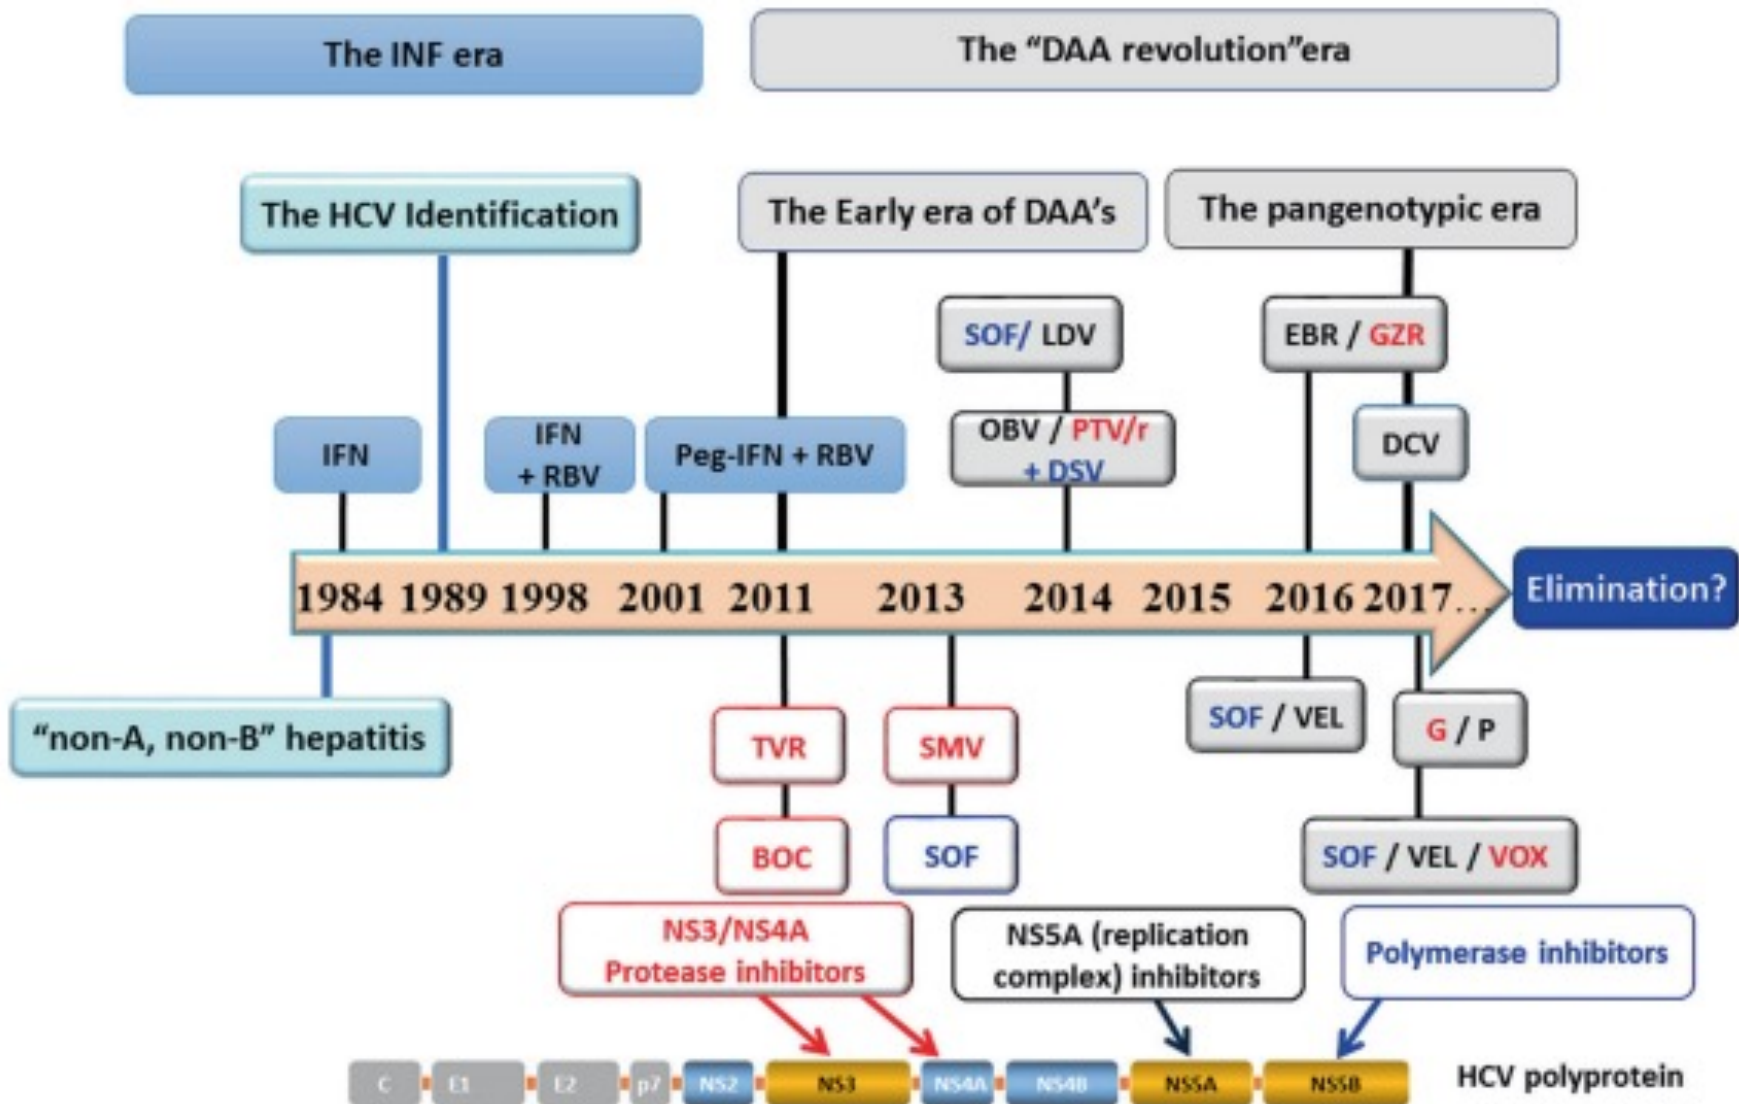 The INF era
The “DAA revolution”era
The HCV Identification
The Early era of DAA's
The pangenotypic era
SOF/ LDV
EBR / GZR
IFN
IFN
+ RBV
Peg-IFN + RBV
OBV / PTV/r
+ DSV
DCV
1984 1989 1998 2001 2011 2013 2014 2015 2016 2017...
Elimination?
“non-A, non-B” hepatitis
TVR
SMV
SOF / VEL
G / P
BOC
SOF
SOF / VEL / VOX
NS3/NS4A
Protease inhibitors
NS5A (replication
complex) inhibitors
Polymerase inhibitors
C E1 E2 p7 NS2 NS3 NS4A NS4B NS5A NS5B
HCV polyprotein